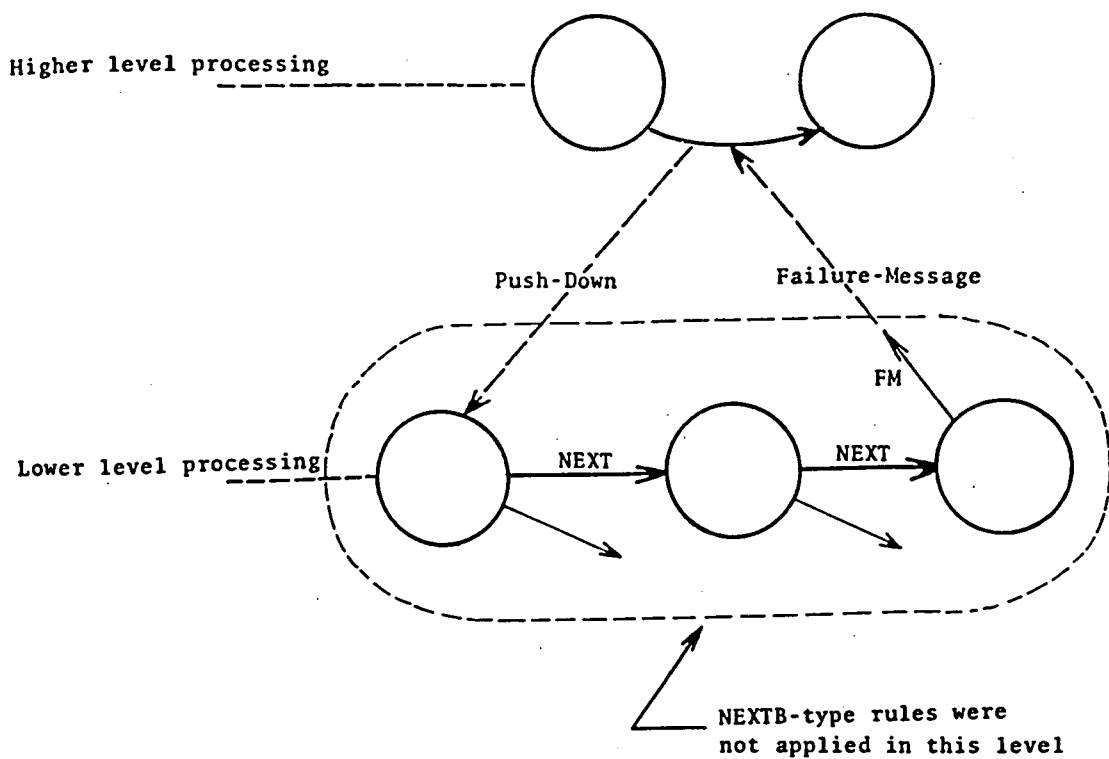 Higher level processing
Push-Down
Failure-Message
FM
Lower level processing
NEXT
NEXT
NEXTB-type rules were
not applied in this level